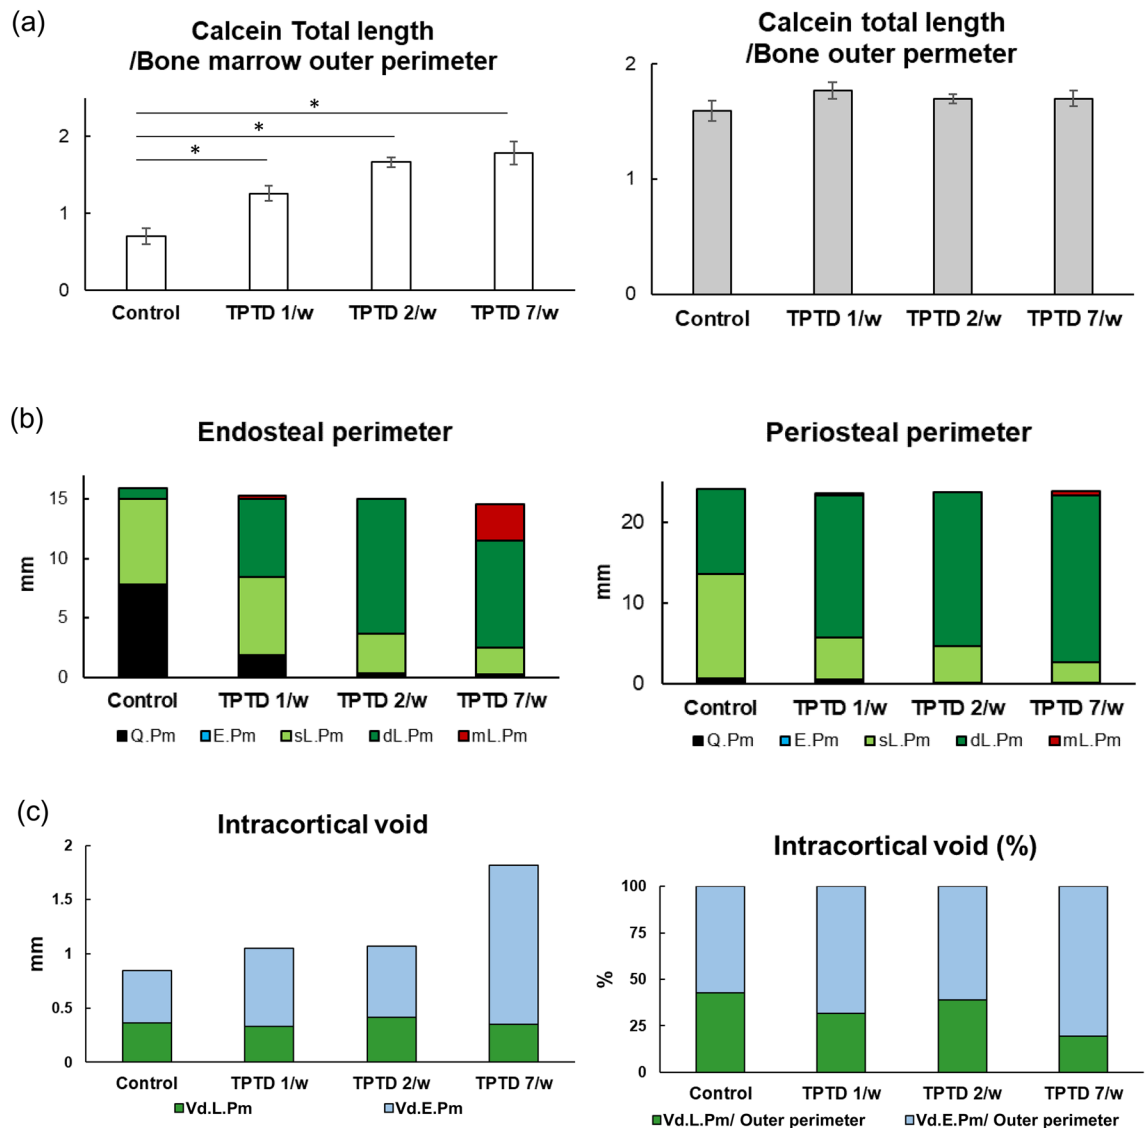 (a)
Calcein Total length
/Bone marrow outer perimeter
2
1
0
*
*
*
Control TPTD 1/w TPTD 2/w TPTD 7/w
Calcein total length
/Bone outer permeter
2
1
0
Control TPTD 1/w TPTD 2/w TPTD 7/w
(b)
Endosteal perimeter
mm
15
10
5
0
Control TPTD 1/w TPTD 2/w TPTD 7/w
Q.Pm E.Pm sL.Pm dL.Pm mL.Pm
Periosteal perimeter
mm
20
10
0
Control TPTD 1/w TPTD 2/w TPTD 7/w
Q.Pm E.Pm sL.Pm dL.Pm mL.Pm
(c)
Intracortical void
mm
2
1.5
1
0.5
0
Control TPTD 1/w TPTD 2/w TPTD 7/w
Vd.L.Pm Vd.E.Pm
Intracortical void (%)
%
100
75
50
25
0
Control TPTD 1/w TPTD 2/w TPTD 7/w
Vd.L.Pm/ Outer perimeter Vd.E.Pm/ Outer perimeter